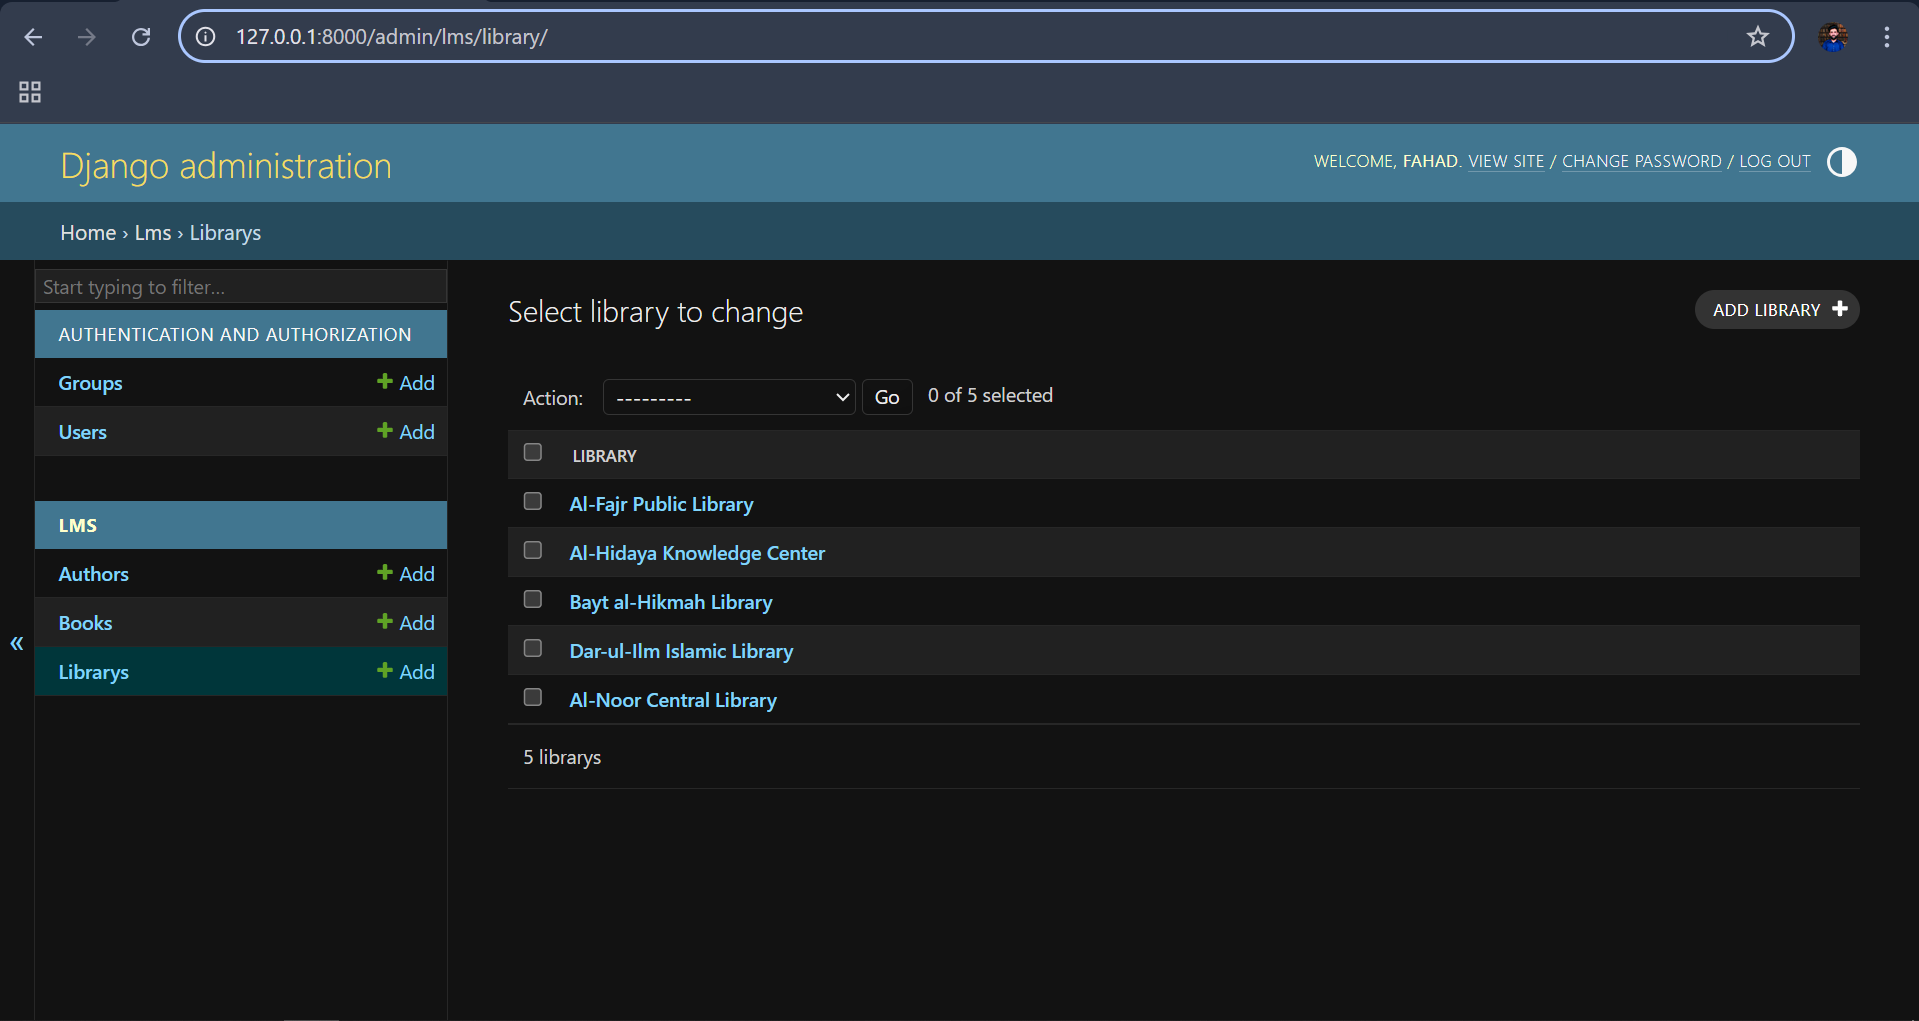 127.0.0.1:8000/admin/lms/library/
Django administration
WELCOME, FAHAD. VIEW SITE / CHANGE PASSWORD / LOG OUT
Home › Lms › Librarys
Start typing to filter...
AUTHENTICATION AND AUTHORIZATION
Groups + Add
Users + Add
LMS
Authors + Add
Books + Add
Librarys + Add
«
Select library to change
ADD LIBRARY +
Action: --------- Go 0 of 5 selected
LIBRARY
Al-Fajr Public Library
Al-Hidaya Knowledge Center
Bayt al-Hikmah Library
Dar-ul-Ilm Islamic Library
Al-Noor Central Library
5 librarys